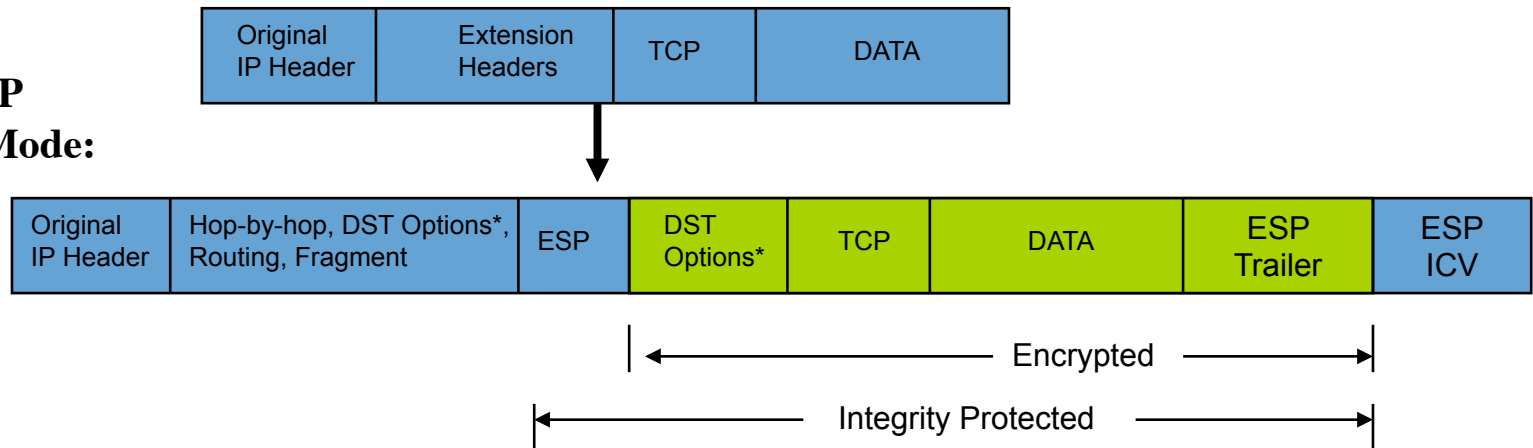 Original
IP Header
Extension
Headers
TCP
DATA
P
Mode:
Original
IP Header
Hop-by-hop, DST Options*,
Routing, Fragment
ESP
DST
Options*
TCP
DATA
ESP
Trailer
ESP
ICV
Encrypted
Integrity Protected